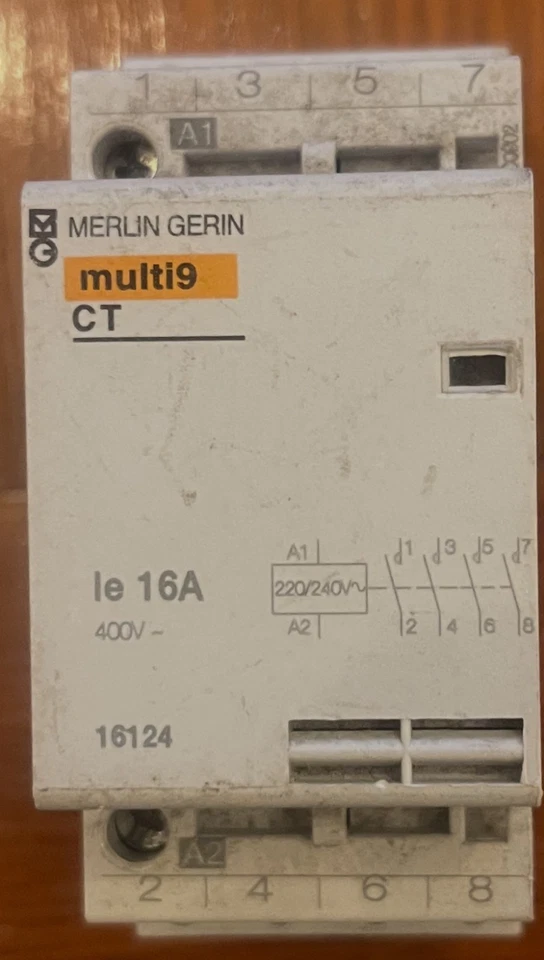 1 3 5 7
A1
MERLIN GERIN
multi9
CT
A1 1 3 5 7
Ie 16A
220/240V~
400V~
A2 2 4 6 8
16124
A2
2 4 6 8